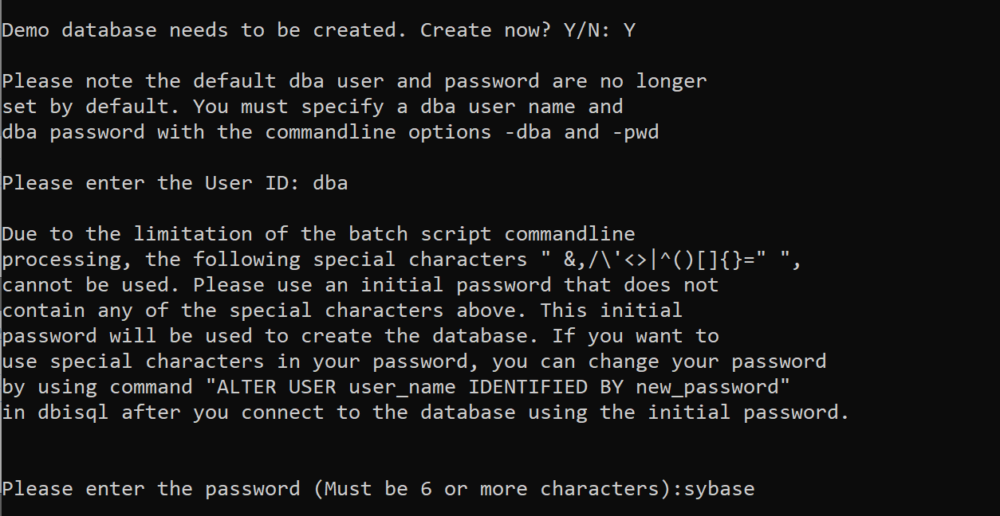 Demo database needs to be created. Create now? Y/N: Y
Please note the default dba user and password are no longer
set by default. You must specify a dba user name and
dba password with the commandline options -dba and -pwd
Please enter the User ID: dba
Due to the limitation of the batch script commandline
processing, the following special characters " &,/\'<>|^()[]{}=" ",
cannot be used. Please use an initial password that does not
contain any of the special characters above. This initial
password will be used to create the database. If you want to
use special characters in your password, you can change your password
by using command "ALTER USER user_name IDENTIFIED BY new_password"
in dbisql after you connect to the database using the initial password.
Please enter the password (Must be 6 or more characters):sybase